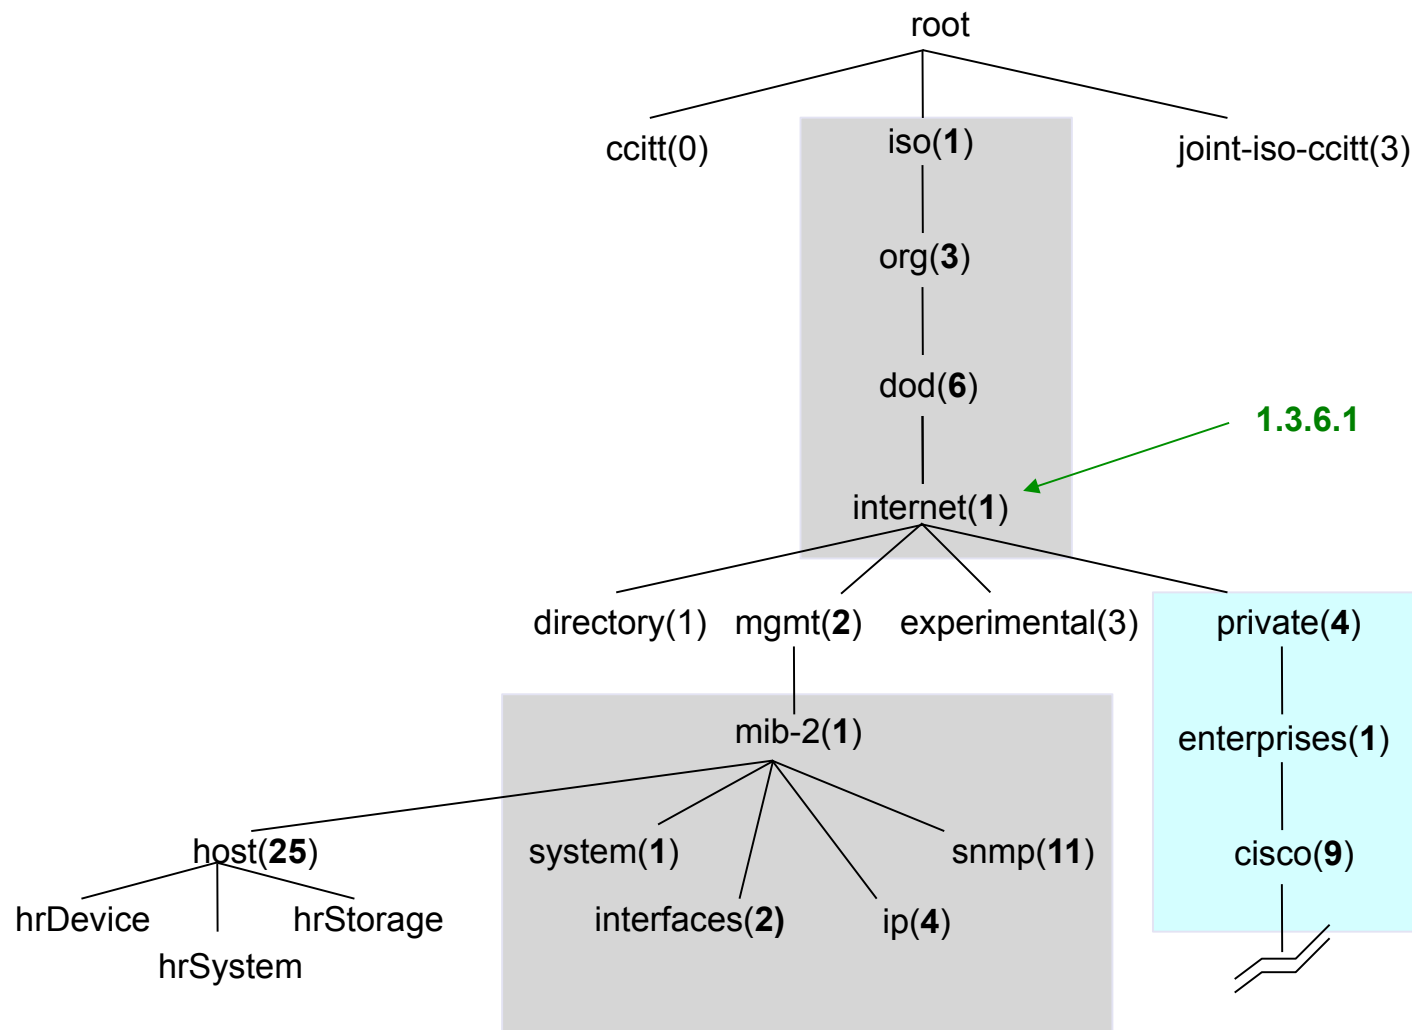 root
ccitt(0)
iso(1)
joint-iso-ccitt(3)
org(3)
dod(6)
1.3.6.1
internet(1)
directory(1)
mgmt(2)
experimental(3)
private(4)
mib-2(1)
enterprises(1)
host(25)
system(1)
snmp(11)
cisco(9)
hrDevice
hrStorage
interfaces(2)
ip(4)
hrSystem